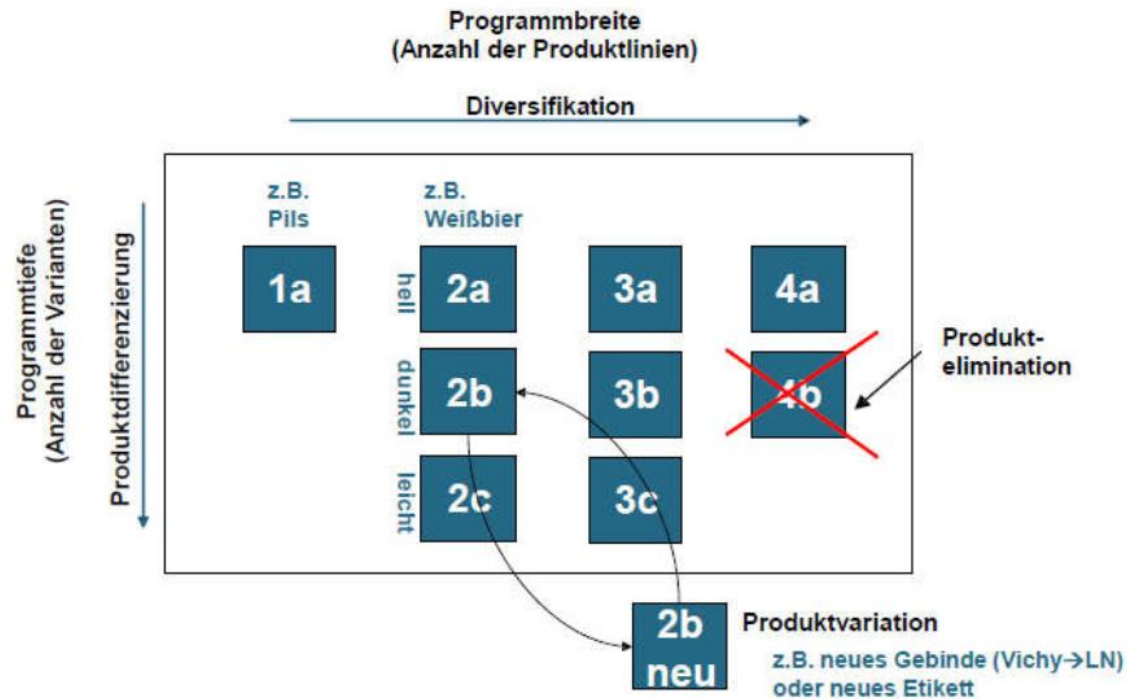 Programmbreite
(Anzahl der Produktlinien)
Diversifikation
Programmtiefe
(Anzahl der Varianten)
Produktdifferenzierung
z.B.
Pils
z.B.
Weißbier
1a
hell
2a
3a
4a
dunkel
2b
3b
4b
Produkt-
elimination
leicht
2c
3c
2b
neu
Produktvariation
z.B. neues Gebinde (Vichy→LN)
oder neues Etikett